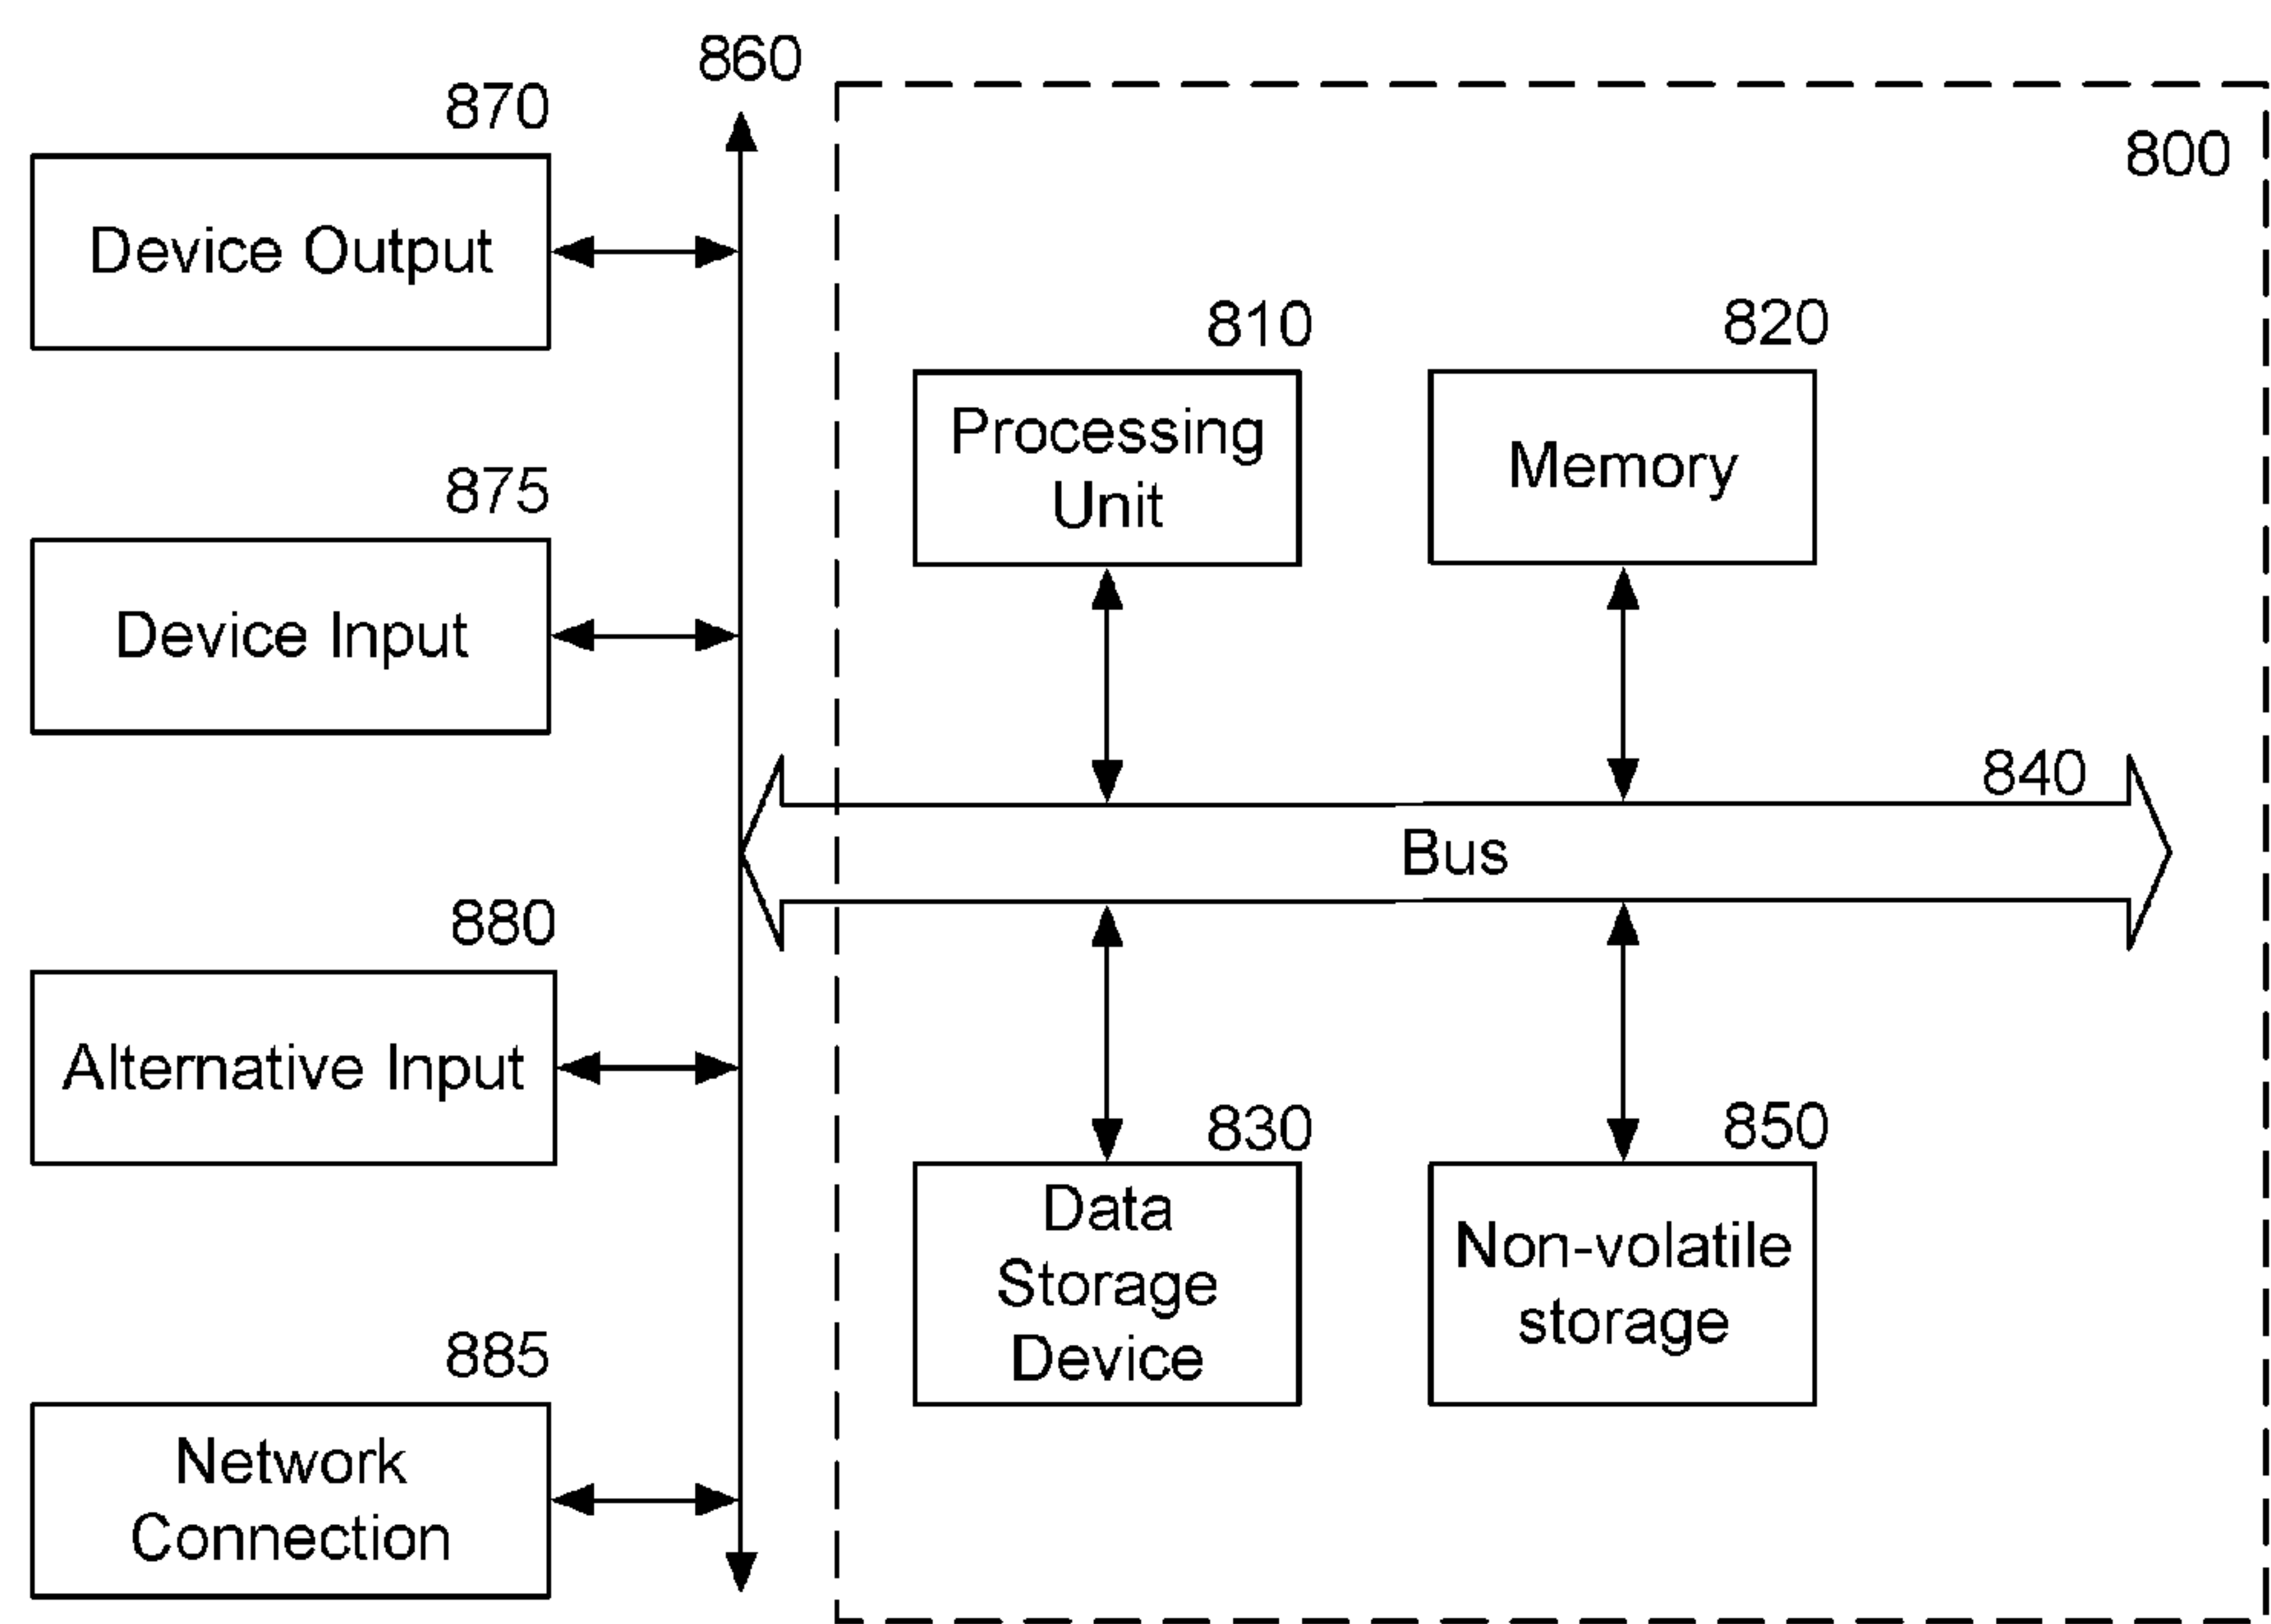 860
870
800
Device Output
810
820
Processing
Unit
Memory
875
Device Input
840
Bus
880
Alternative Input
830
850
Data
Storage
Device
Non-volatile
storage
885
Network
Connection